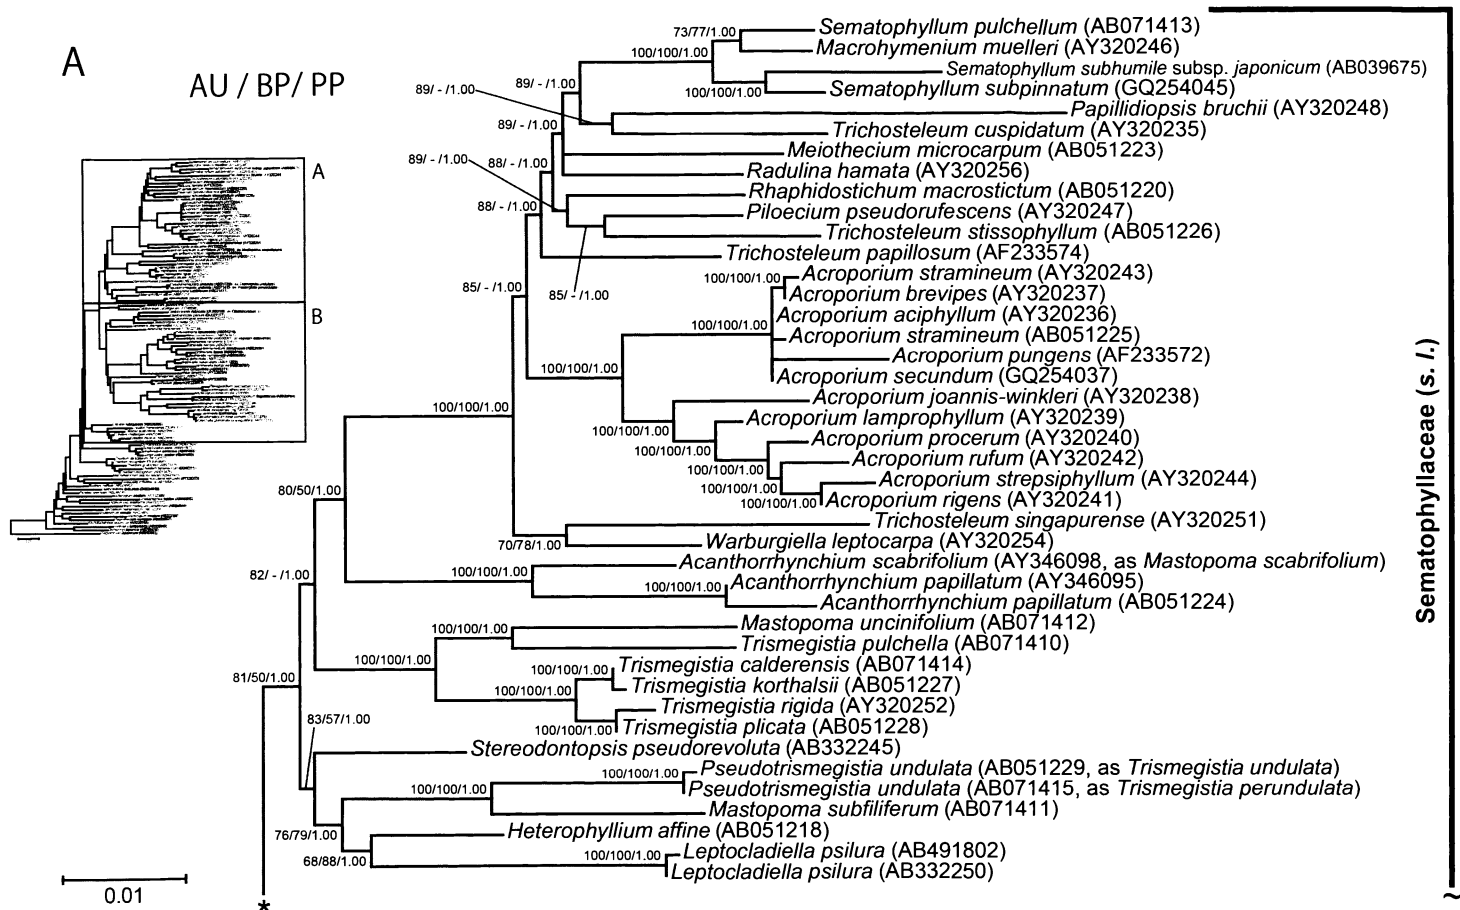 A
AU / BP/ PP
A
B
Sematophyllum pulchellum (AB071413)
73/77/1.00
Macrohymenium muelleri (AY320246)
100/100/1.00
Sematophyllum subhumile subsp. japonicum (AB039675)
Sematophyllum subpinnatum (GQ254045)
100/100/1.00
89/ - /1.00
89/ - /1.00
Papillidiopsis bruchii (AY320248)
Trichosteleum cuspidatum (AY320235)
89/ - /1.00
Meiothecium microcarpum (AB051223)
89/ - /1.00
88/ - /1.00
Radulina hamata (AY320256)
Rhaphidostichum macrostictum (AB051220)
88/ - /1.00
Piloecium pseudorufescens (AY320247)
Trichosteleum stissophyllum (AB051226)
Trichosteleum papillosum (AF233574)
85/ - /1.00
85/ - /1.00
Acroporium stramineum (AY320243)
100/100/1.00
Acroporium brevipes (AY320237)
Acroporium aciphyllum (AY320236)
100/100/1.00
Acroporium stramineum (AB051225)
Acroporium pungens (AF233572)
100/100/1.00
Acroporium secundum (GQ254037)
Acroporium joannis-winkleri (AY320238)
100/100/1.00
Acroporium lamprophyllum (AY320239)
100/100/1.00
100/100/1.00
Acroporium procerum (AY320240)
100/100/1.00
Acroporium rufum (AY320242)
100/100/1.00
Acroporium strepsiphyllum (AY320244)
100/100/1.00
Acroporium rigens (AY320241)
80/50/1.00
Trichosteleum singapurense (AY320251)
70/78/1.00
Warburgiella leptocarpa (AY320254)
Acanthorrhynchium scabrifolium (AY346098, as Mastopoma scabrifolium)
82/ - /1.00
100/100/1.00
Acanthorrhynchium papillatum (AY346095)
100/100/1.00
Acanthorrhynchium papillatum (AB051224)
Mastopoma uncinifolium (AB071412)
100/100/1.00
Trismegistia pulchella (AB071410)
100/100/1.00
Trismegistia calderensis (AB071414)
100/100/1.00
Trismegistia korthalsii (AB051227)
100/100/1.00
Trismegistia rigida (AY320252)
100/100/1.00
Trismegistia plicata (AB051228)
81/50/1.00
83/57/1.00
Stereodontopsis pseudorevoluta (AB332245)
Pseudotrismegistia undulata (AB051229, as Trismegistia undulata)
100/100/1.00
Pseudotrismegistia undulata (AB071415, as Trismegistia perundulata)
100/100/1.00
Mastopoma subfiliferum (AB071411)
76/79/1.00
Heterophyllium affine (AB051218)
68/88/1.00
Leptocladiella psilura (AB491802)
100/100/1.00
Leptocladiella psilura (AB332250)
0.01
*
Sematophyllaceae (s. l.)
~